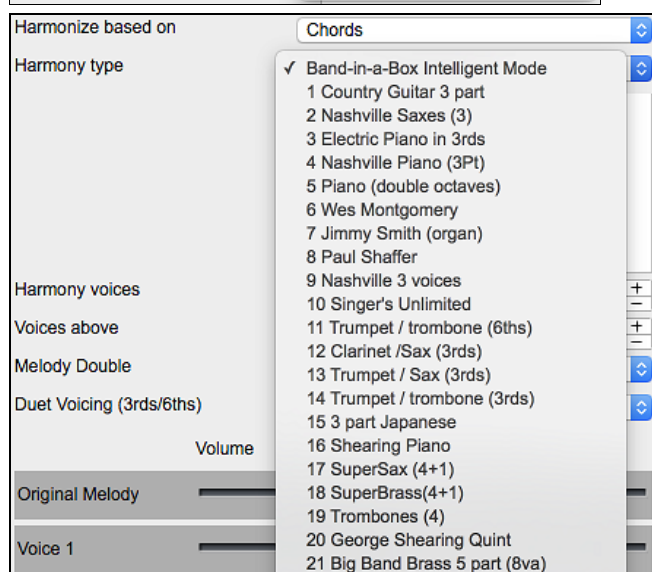 Harmonize based on Chords
Harmony type ✓ Band-in-a-Box Intelligent Mode
1 Country Guitar 3 part
2 Nashville Saxes (3)
3 Electric Piano in 3rds
4 Nashville Piano (3Pt)
5 Piano (double octaves)
6 Wes Montgomery
7 Jimmy Smith (organ)
8 Paul Shaffer
Harmony voices 9 Nashville 3 voices +
−
10 Singer's Unlimited
Voices above 11 Trumpet / trombone (6ths) +
−
12 Clarinet /Sax (3rds)
Melody Double 13 Trumpet / Sax (3rds)
Duet Voicing (3rds/6ths) 14 Trumpet / trombone (3rds)
15 3 part Japanese
Volume 16 Shearing Piano
17 SuperSax (4+1)
Original Melody 18 SuperBrass(4+1)
19 Trombones (4)
Voice 1 20 George Shearing Quint
21 Big Band Brass 5 part (8va)